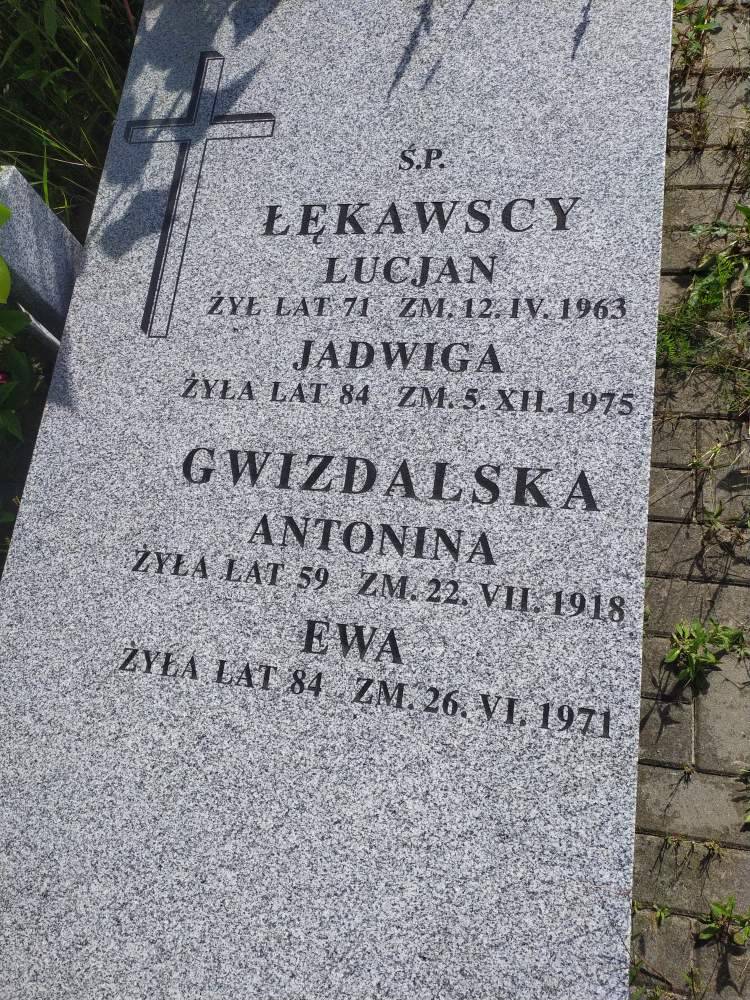 Ś.P.
ŁĘKAWSCY
LUCJAN
ŻYŁ LAT 71 ZM. 12. IV. 1963
JADWIGA
ŻYŁA LAT 84 ZM. 5. XII. 1975
GWIZDALSKA
ANTONINA
ŻYŁA LAT 59 ZM. 22. VII. 1918
EWA
ŻYŁA LAT 84 ZM. 26. VI. 1971